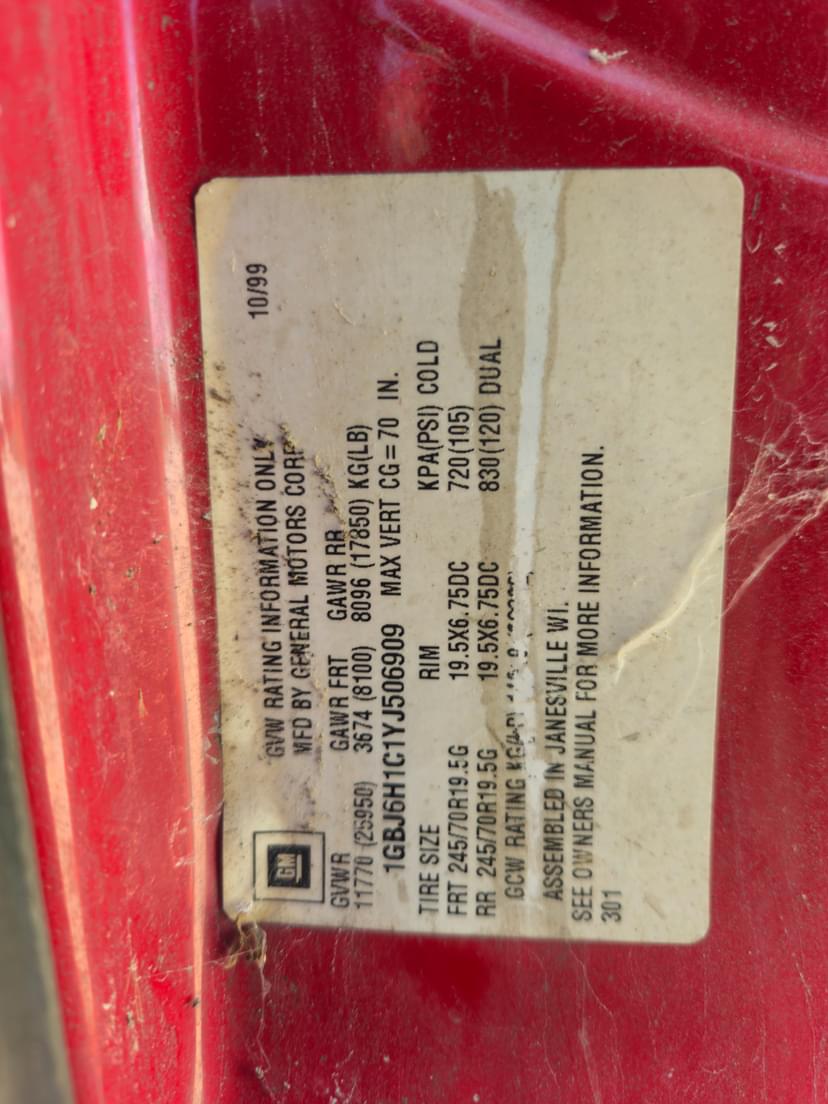 GM
GVW RATING INFORMATION ONLY 10/99
MFD BY GENERAL MOTORS CORP
GVWR GAWR FRT GAWR RR
11770 (25950) 3674 (8100) 8096 (17850) KG(LB)
1GBJ6H1C1YJ506909 MAX VERT CG=70 IN.
TIRE SIZE RIM KPA(PSI) COLD
FRT 245/70R19.5G 19.5X6.75DC 720(105)
RR 245/70R19.5G 19.5X6.75DC 830(120) DUAL
GCW RATING
ASSEMBLED IN JANESVILLE WI.
SEE OWNERS MANUAL FOR MORE INFORMATION.
301